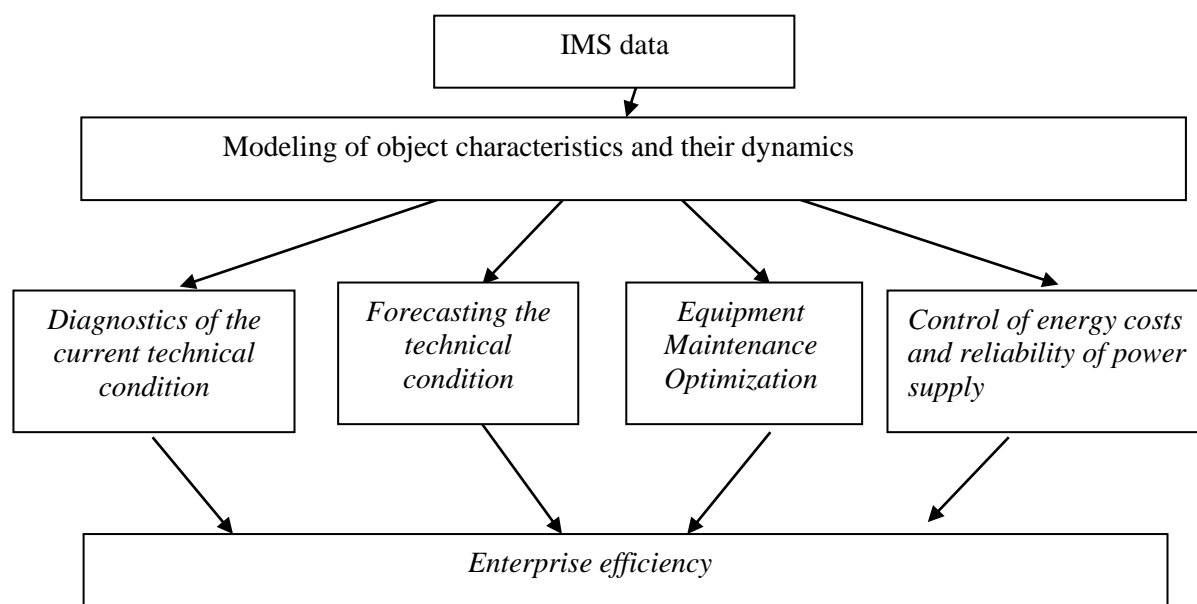 IMS data
Modeling of object characteristics and their dynamics
Diagnostics of the
current technical
condition
Forecasting the
technical
condition
Equipment
Maintenance
Optimization
Control of energy costs
and reliability of power
supply
Enterprise efficiency